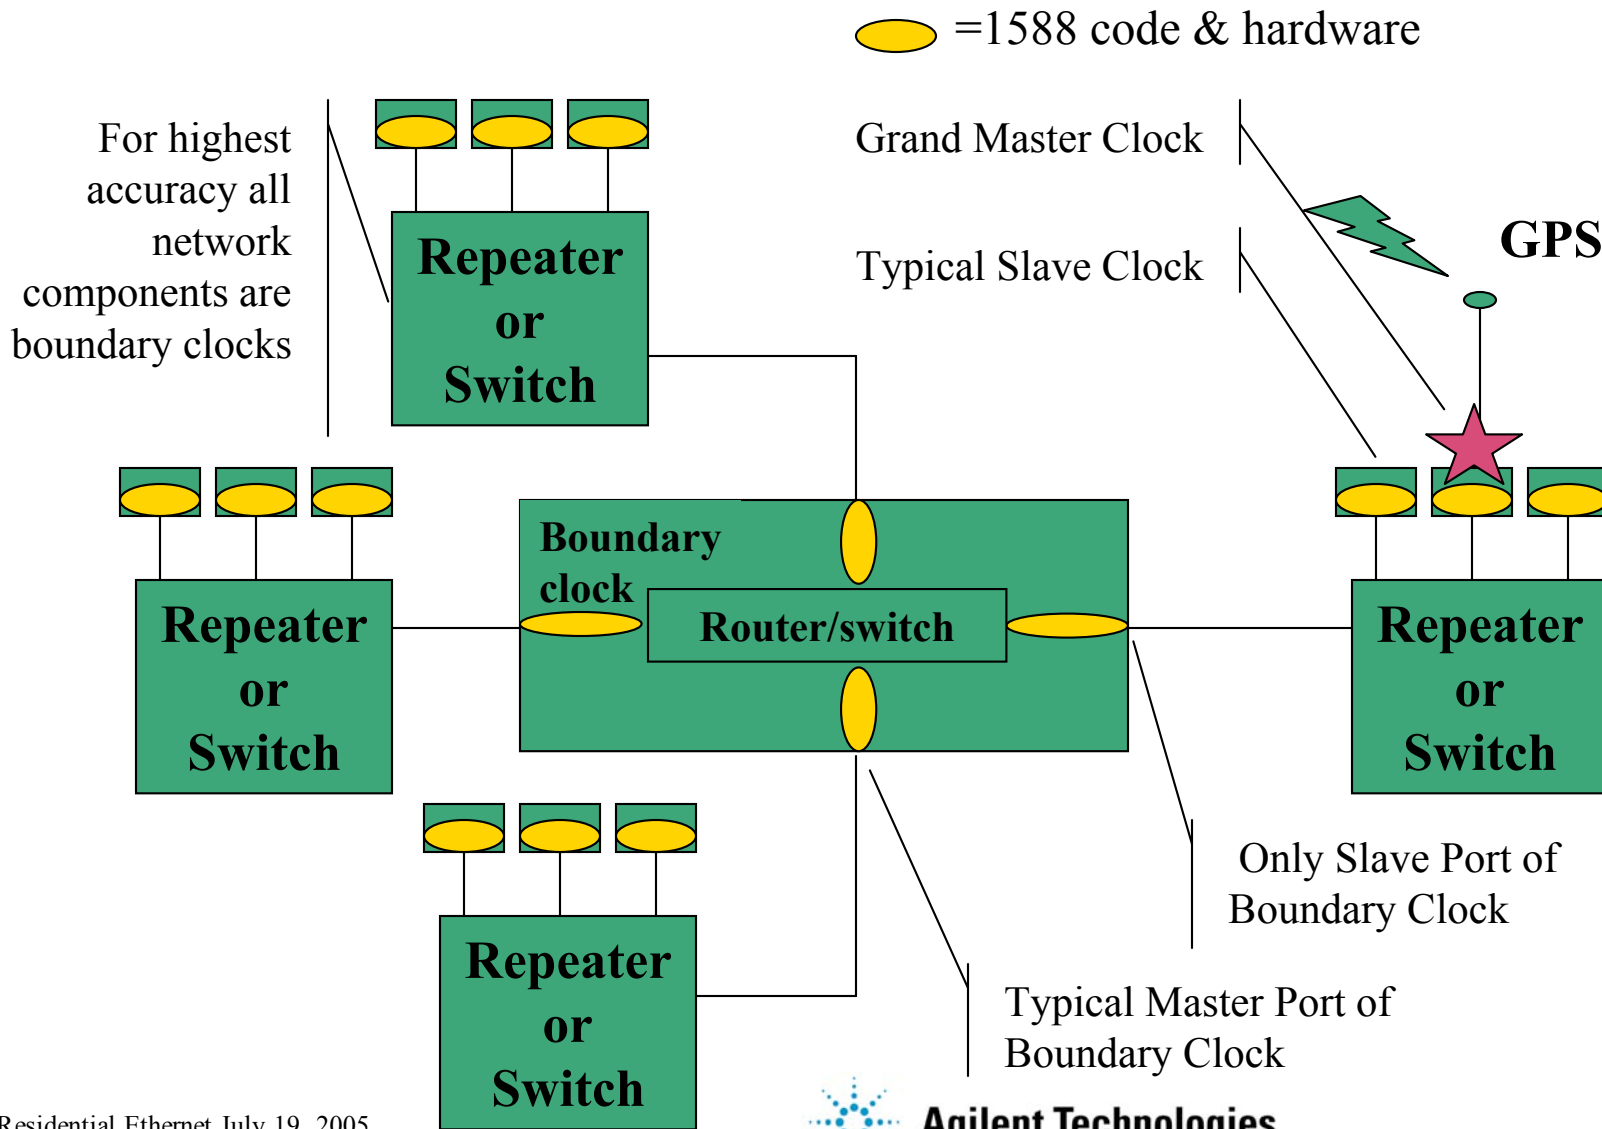 =1588 code & hardware
For highest
accuracy all
network
components are
boundary clocks
Grand Master Clock
Typical Slave Clock
GPS
Repeater
or
Switch
Boundary
clock
Router/switch
Repeater
or
Switch
Repeater
or
Switch
Repeater
or
Switch
Only Slave Port of
Boundary Clock
Typical Master Port of
Boundary Clock
Residential Ethernet July 19, 2005
Agilent Technologies